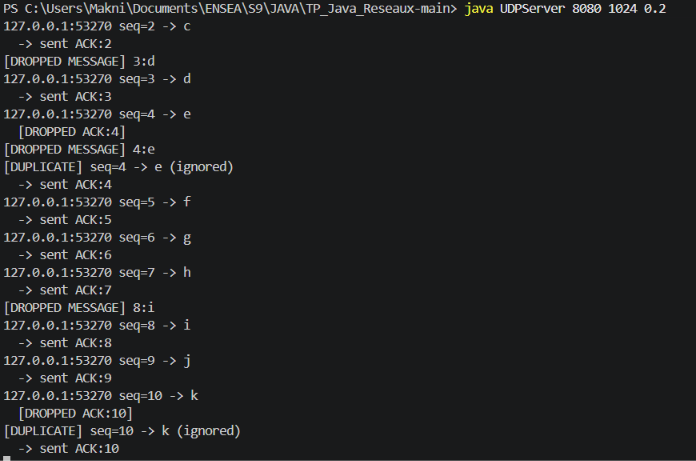 PS C:\Users\Makni\Documents\ENSEA\S9\JAVA\TP_Java_Reseaux-main> java UDPServer 8080 1024 0.2
127.0.0.1:53270 seq=2 -> c
  -> sent ACK:2
[DROPPED MESSAGE] 3:d
127.0.0.1:53270 seq=3 -> d
  -> sent ACK:3
127.0.0.1:53270 seq=4 -> e
  [DROPPED ACK:4]
[DROPPED MESSAGE] 4:e
[DUPLICATE] seq=4 -> e (ignored)
  -> sent ACK:4
127.0.0.1:53270 seq=5 -> f
  -> sent ACK:5
127.0.0.1:53270 seq=6 -> g
  -> sent ACK:6
127.0.0.1:53270 seq=7 -> h
  -> sent ACK:7
[DROPPED MESSAGE] 8:i
127.0.0.1:53270 seq=8 -> i
  -> sent ACK:8
127.0.0.1:53270 seq=9 -> j
  -> sent ACK:9
127.0.0.1:53270 seq=10 -> k
  [DROPPED ACK:10]
[DUPLICATE] seq=10 -> k (ignored)
  -> sent ACK:10